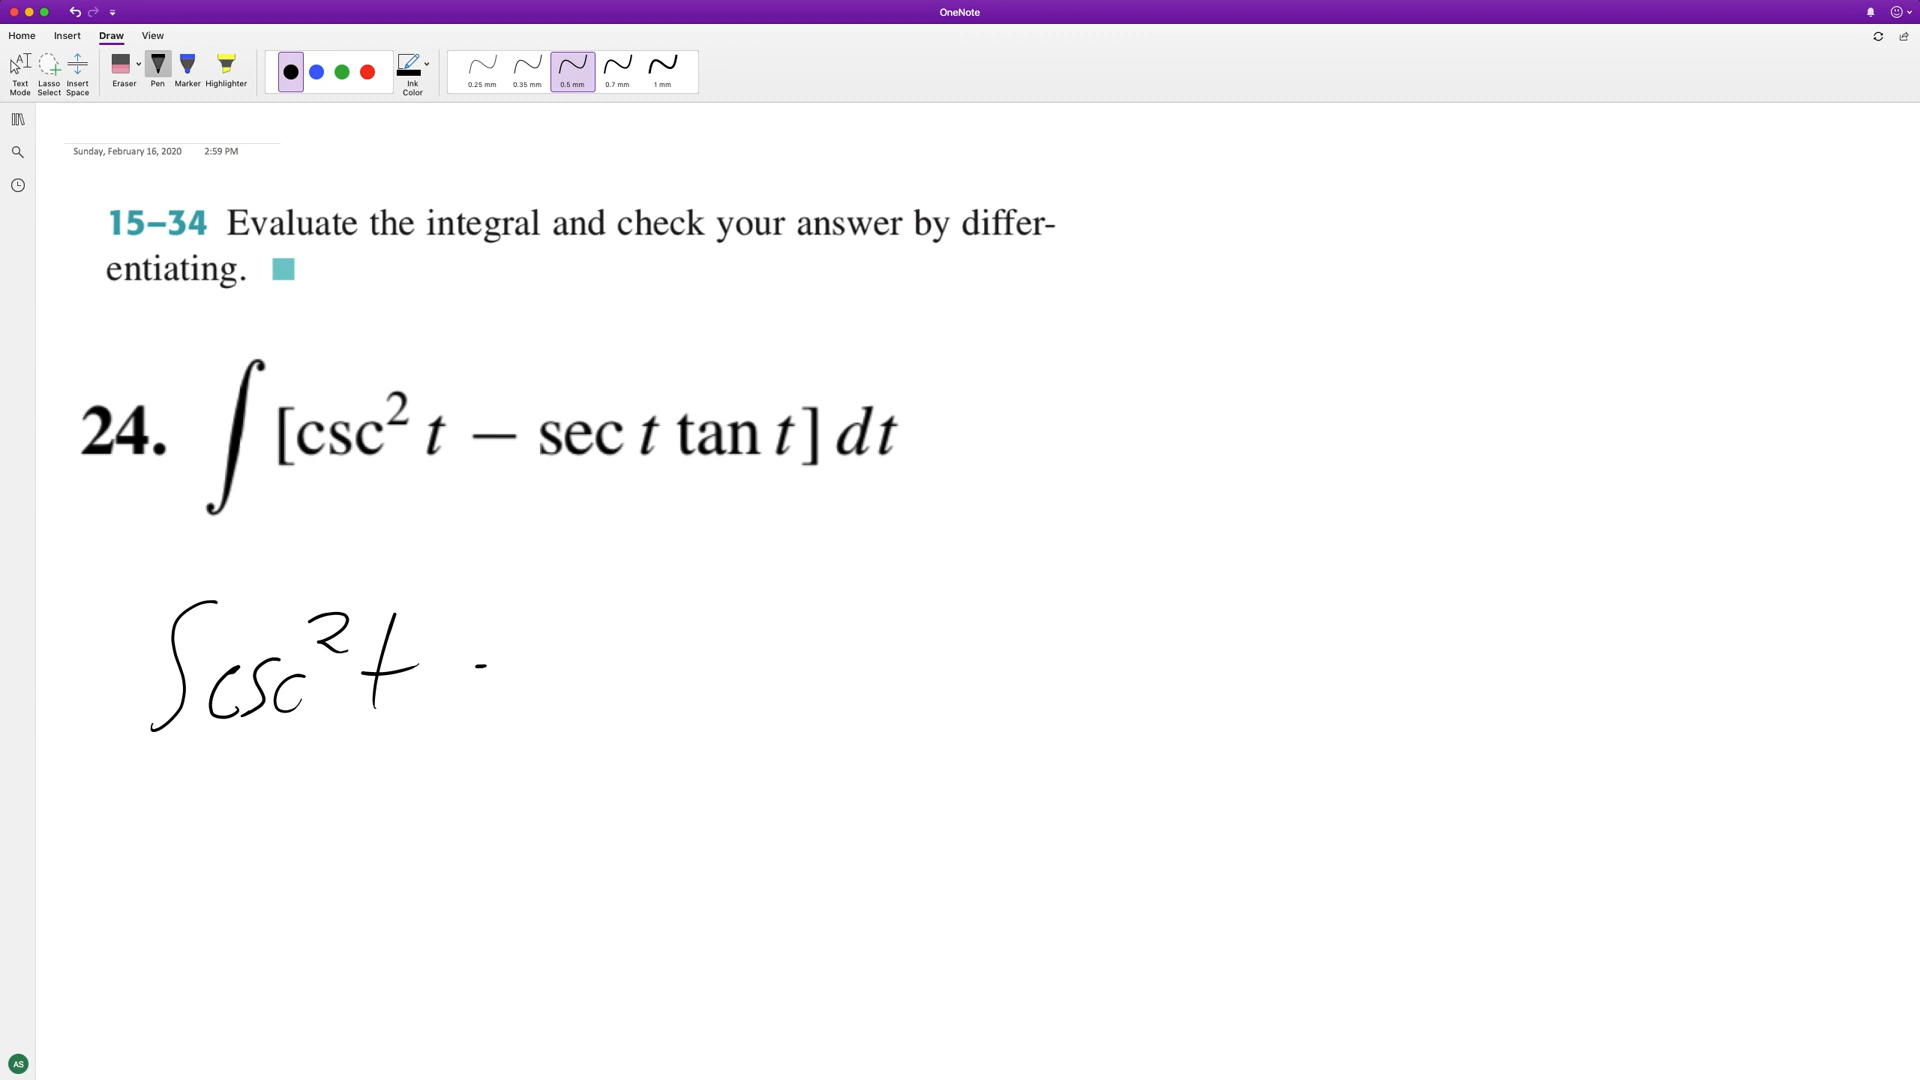 OneNote
Home Insert Draw View
Text Mode Lasso Select Insert Space Eraser Pen Marker Highlighter Ink Color 0.25 mm 0.35 mm 0.5 mm 0.7 mm 1 mm
Sunday, February 16, 2020 2:59 PM
15–34 Evaluate the integral and check your answer by differ-
entiating. ■
24. ∫ [csc² t − sec t tan t] dt
∫csc² t -
AS